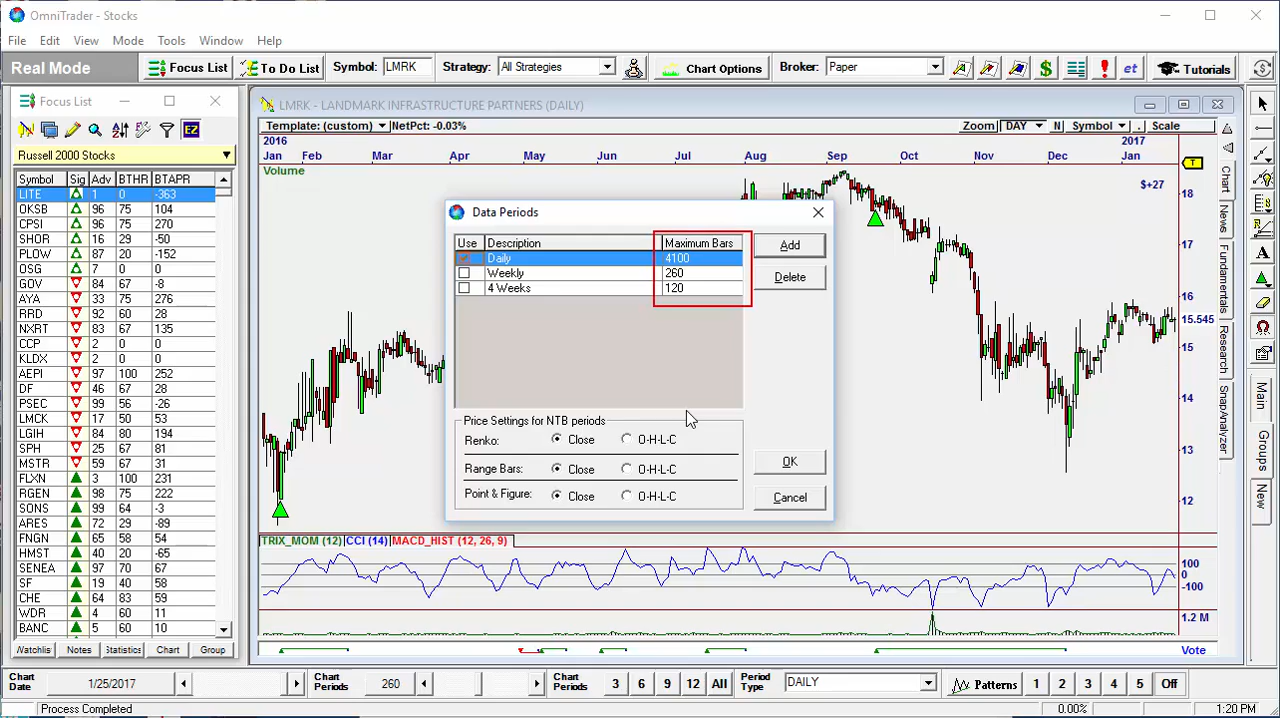 OmniTrader - Stocks
File Edit View Mode Tools Window Help
Real Mode Focus List To Do List Symbol: LMRK Strategy: All Strategies Chart Options Broker: Paper $ ! et Tutorials
Focus List
EZ
Russell 2000 Stocks
Symbol Sig Adv BTHR BTAPR
LITE 1 0 -363
OKSB 96 75 104
CPSI 96 75 270
SHOR 16 29 -50
PLOW 86 71 -152
OSG 7 0 0
GOV 67 67 -8
AYA 33 75 276
RRD 92 60 28
NXRT 83 67 135
CCP 2 0 0
KLDX 2 0 0
AEPI 97 100 252
DF 46 67 28
PSEC 99 56 -26
LMCK 17 50 53
LGIH 84 80 194
SPH 25 67 81
MSTR 59 67 31
FLXN 3 100 231
RGEN 98 75 222
SONS 99 64 -3
ARES 72 29 -89
FNGN 65 58 54
HMST 40 20 -65
SENEA 97 70 67
SF 19 40 58
CHE 64 83 59
WDR 4 60 11
BANC 5 60 10
Watchlis Notes Statistics Chart Group
LMRK - LANDMARK INFRASTRUCTURE PARTNERS (DAILY)
Template: (custom) NetPct: -0.03% Zoom DAY N Symbol . Scale
2016 2017
Jan Feb Mar Apr May Jun Jul Aug Sep Oct Nov Dec Jan
Volume
T
$+27
18
17
16
15.545
15
14
13
12
Data Periods
Use Description Maximum Bars
Daily 4100
Weekly 260
4 Weeks 120
Add
Delete
Price Settings for NTB periods
Renko: Close O-H-L-C
Range Bars: Close O-H-L-C
Point & Figure: Close O-H-L-C
OK
Cancel
TRIX_MOM (12) CCI (14) MACD_HIST (12, 26, 9)
100
0
-100
1.2 M
Vote
Chart
News
Fundamentals
Research
SnapAnalyzer
A
Main
Groups
New
Chart Date 1/25/2017 Chart Periods 260 Chart Periods 3 6 9 12 All Period Type DAILY Patterns 1 2 3 4 5 Off
Process Completed 0.00% 1:20 PM